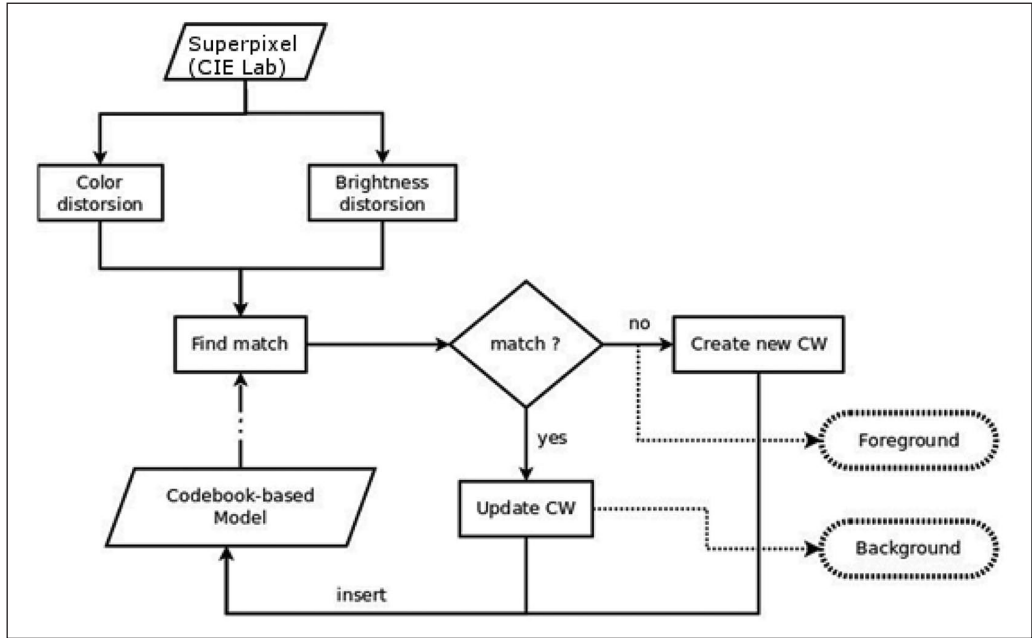 Superpixel
(CIE Lab)
Color
distorsion
Brightness
distorsion
Find match
match ?
no
Create new CW
yes
Foreground
Codebook-based
Model
Update CW
Background
insert